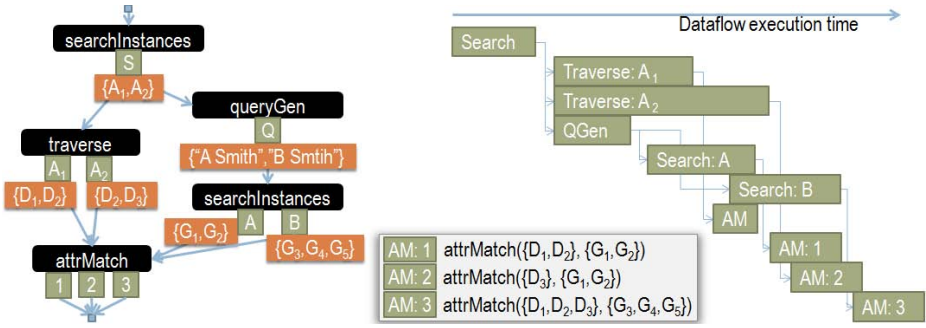 searchInstances
S
{A1,A2}
queryGen
Q
{“A Smith”,”B Smtih”}
traverse
A1 A2
{D1,D2} {D2,D3}
searchInstances
A B
{G1,G2}
{G3,G4,G5}
attrMatch
1 2 3
Dataflow execution time
Search
Traverse: A1
Traverse: A2
QGen
Search: A
Search: B
AM
AM: 1
AM: 2
AM: 3
AM: 1 attrMatch({D1,D2}, {G1,G2})
AM: 2 attrMatch({D3}, {G1,G2})
AM: 3 attrMatch({D1,D2,D3}, {G3,G4,G5})